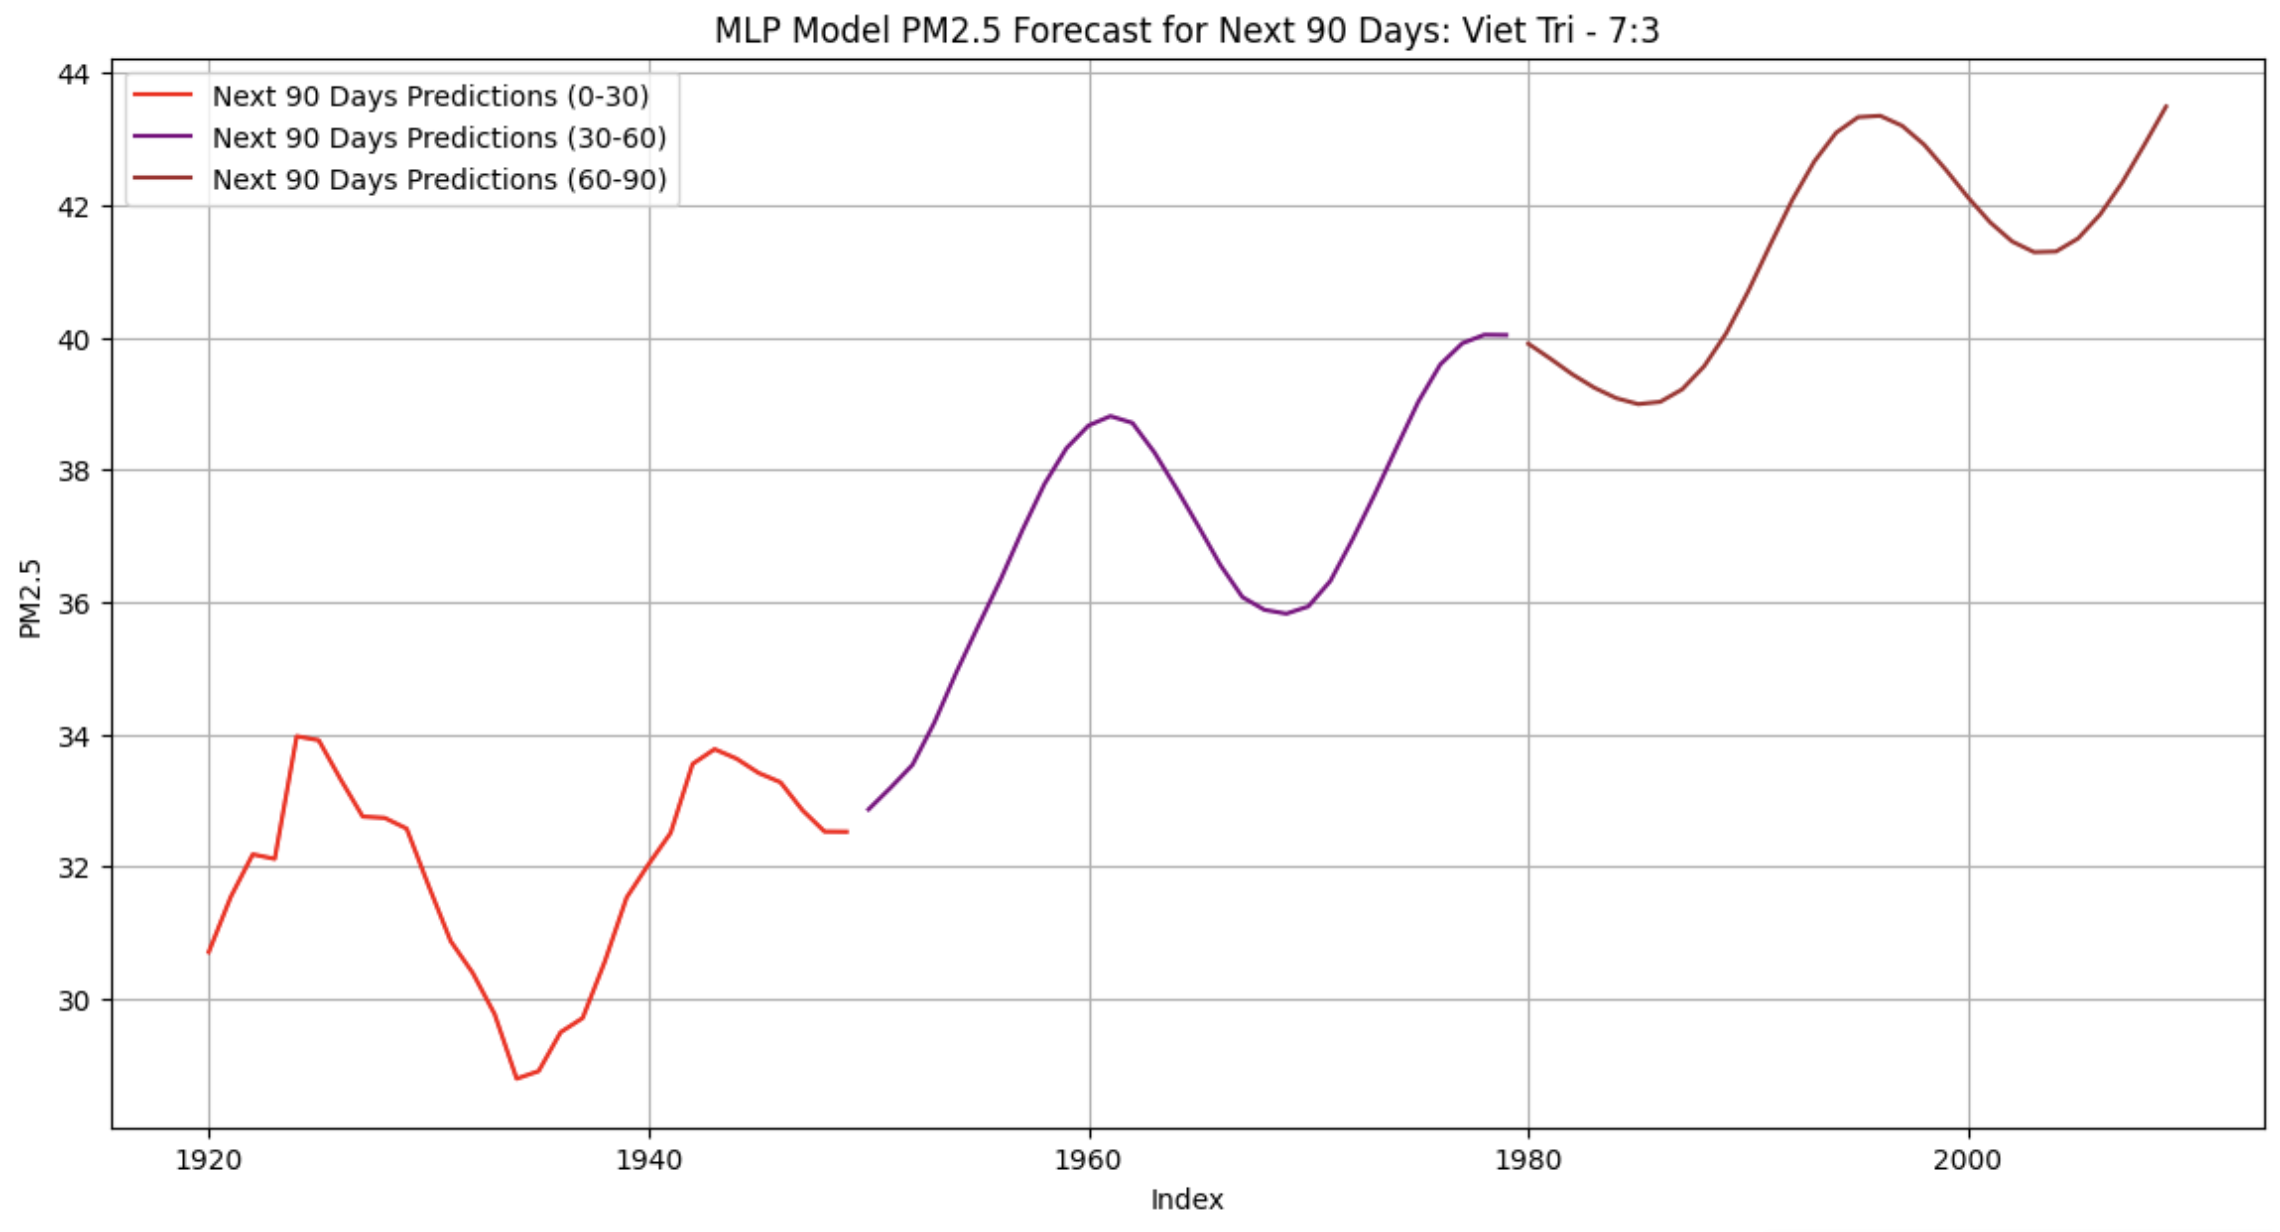 MLP Model PM2.5 Forecast for Next 90 Days: Viet Tri - 7:3
Next 90 Days Predictions (0-30)
Next 90 Days Predictions (30-60)
Next 90 Days Predictions (60-90)
44
42
40
38
36
34
32
30
PM2.5
1920
1940
1960
1980
2000
Index